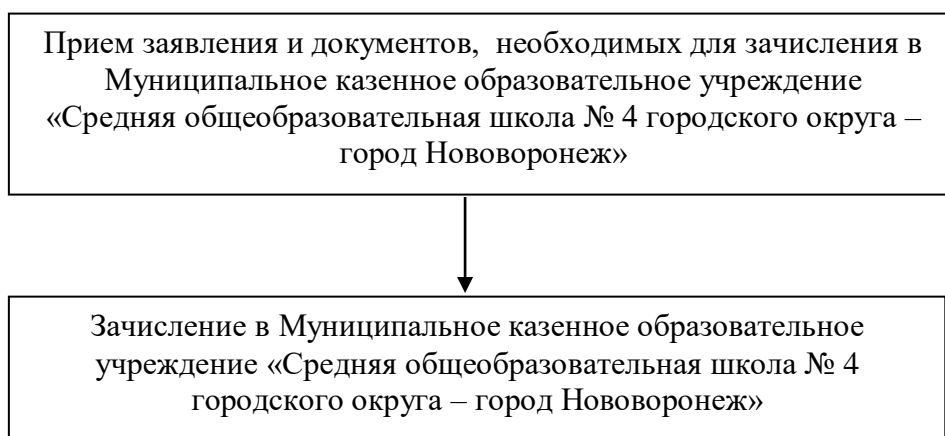 Прием заявления и документов, необходимых для зачисления в
Муниципальное казенное образовательное учреждение
«Средняя общеобразовательная школа № 4 городского округа –
город Нововоронеж»
Зачисление в Муниципальное казенное образовательное
учреждение «Средняя общеобразовательная школа № 4
городского округа – город Нововоронеж»